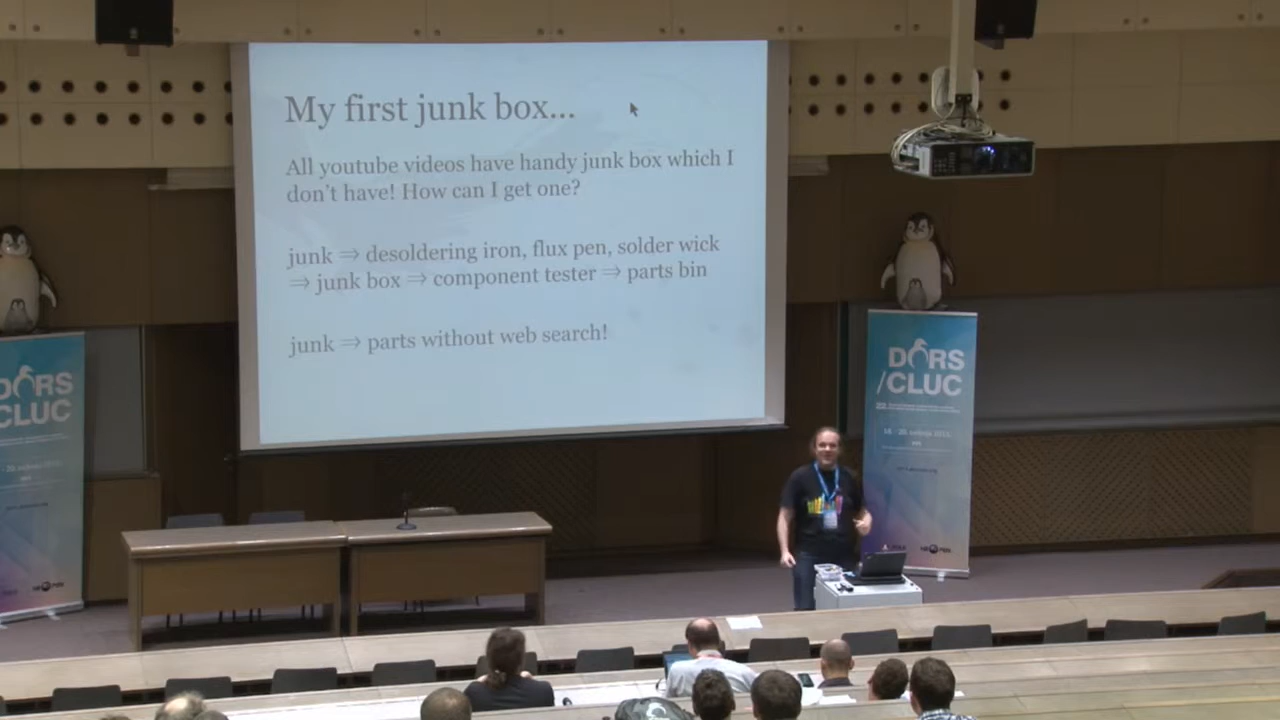 My first junk box...
All youtube videos have handy junk box which I
don't have! How can I get one?
junk ⇒ desoldering iron, flux pen, solder wick
⇒ junk box ⇒ component tester ⇒ parts bin
junk ⇒ parts without web search!
DORS
/CLUC
DORS
CLUC